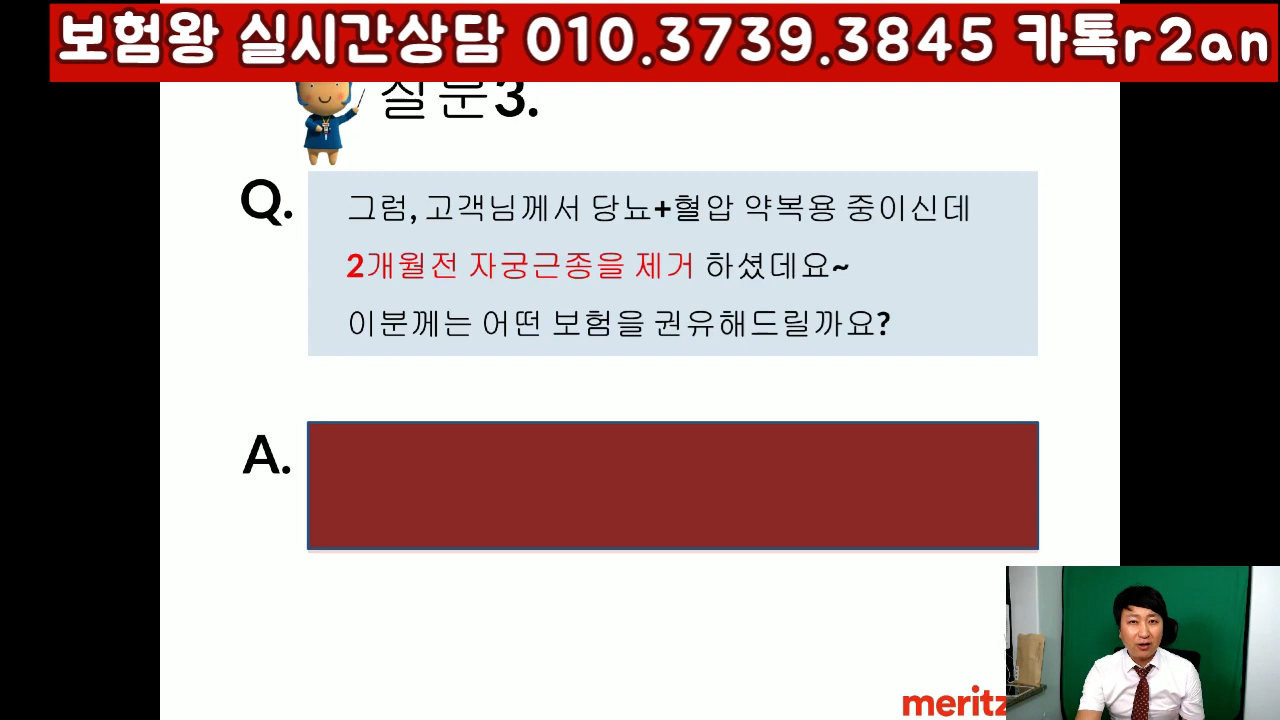 보험왕 실시간상담 010.3739.3845 카톡r2an
질문3.
Q.
그럼, 고객님께서 당뇨+혈압 약복용 중이신데
2개월전 자궁근종을 제거 하셨데요~
이분께는 어떤 보험을 권유해드릴까요?
A.
meritz